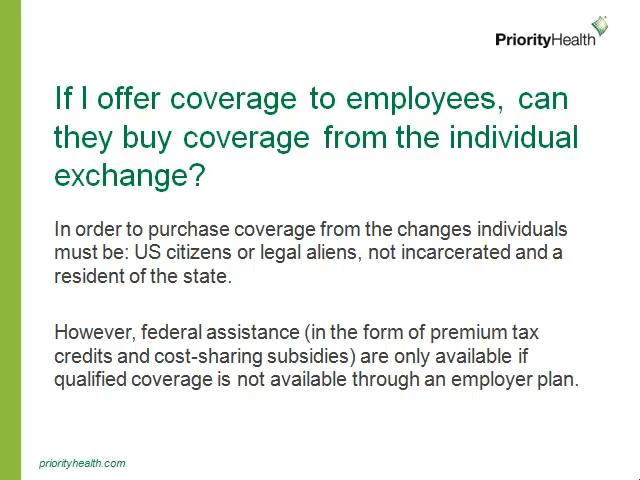 PriorityHealth
If I offer coverage to employees, can
they buy coverage from the individual
exchange?
In order to purchase coverage from the changes individuals
must be: US citizens or legal aliens, not incarcerated and a
resident of the state.
However, federal assistance (in the form of premium tax
credits and cost-sharing subsidies) are only available if
qualified coverage is not available through an employer plan.
priorityhealth.com